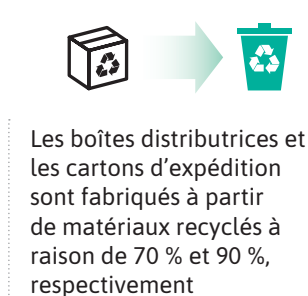 Les boîtes distributrices et
les cartons d’expédition
sont fabriqués à partir
de matériaux recyclés à
raison de 70 % et 90 %,
respectivement